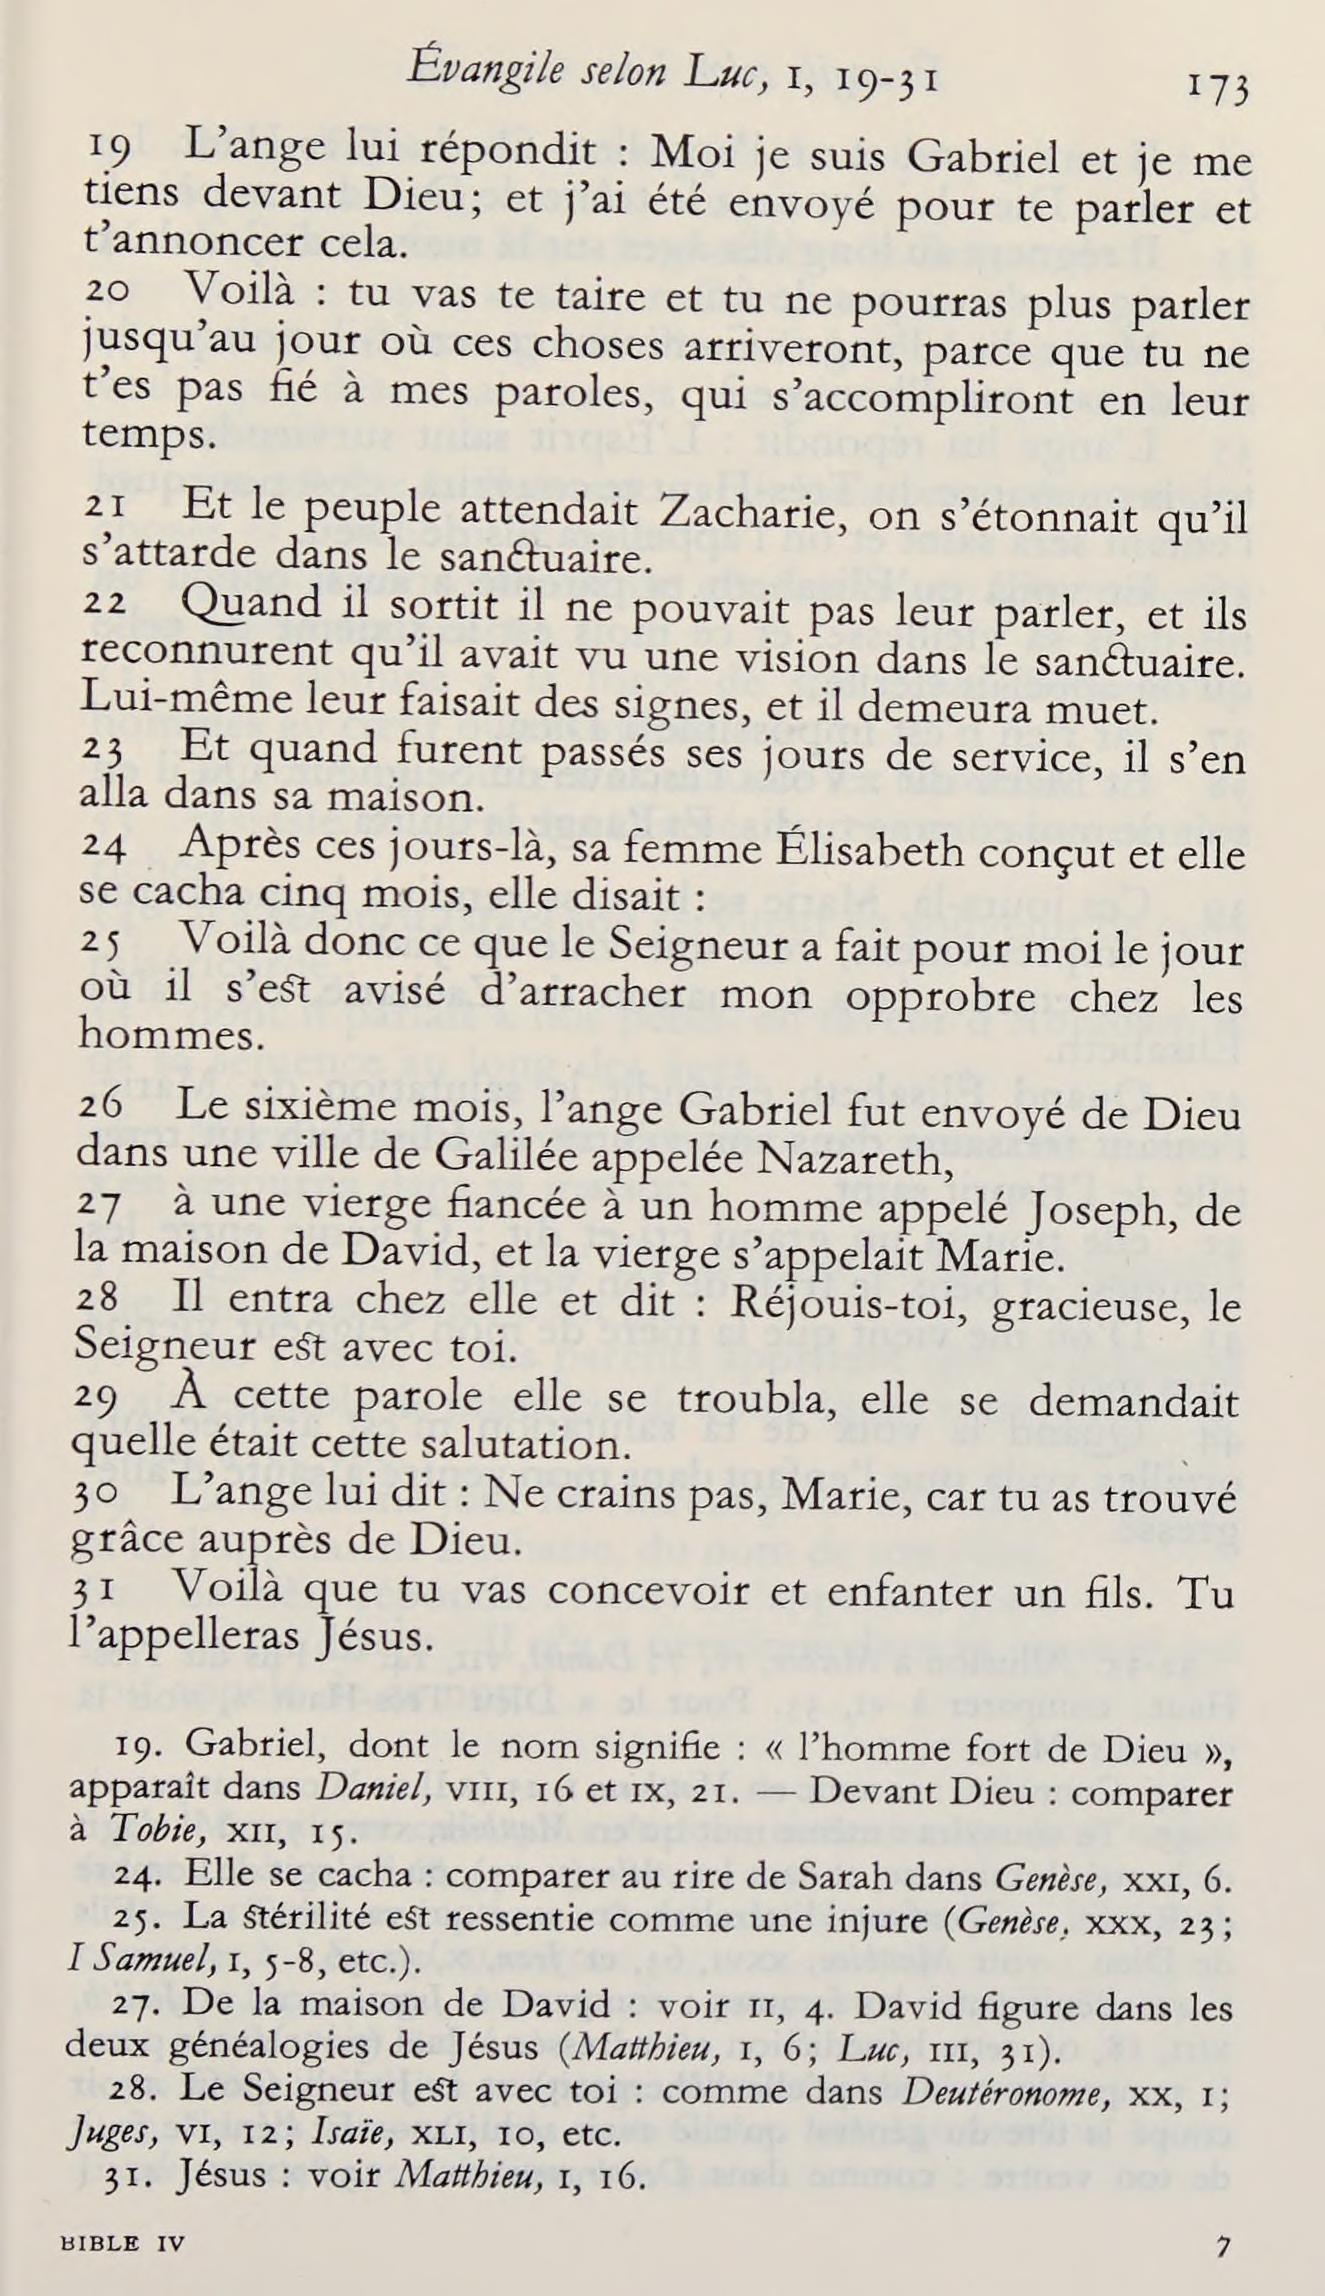 Évangile selon Luc, I, 19-31
173
19 L’ange lui répondit : Moi je suis Gabriel et je me
tiens devant Dieu; et j’ai été envoyé pour te parler et
t’annoncer cela.
20 Voilà : tu vas te taire et tu ne pourras plus parler
jusqu’au jour où ces choses arriveront, parce que tu ne
t’es pas fié à mes paroles, qui s’accompliront en leur
temps.
21 Et le peuple attendait Zacharie, on s’étonnait qu’il
s’attarde dans le sanctuaire.
22 Quand il sortit il ne pouvait pas leur parler, et ils
reconnurent qu’il avait vu une vision dans le sanctuaire.
Lui-même leur faisait des signes, et il demeura muet.
23 Et quand furent passés ses jours de service, il s’en
alla dans sa maison.
24 Après ces jours-là, sa femme Élisabeth conçut et elle
se cacha cinq mois, elle disait :
25 Voilà donc ce que le Seigneur a fait pour moi le jour
où il s’est avisé d’arracher mon opprobre chez les
hommes.
26 Le sixième mois, l’ange Gabriel fut envoyé de Dieu
dans une ville de Galilée appelée Nazareth,
27 à une vierge fiancée à un homme appelé Joseph, de
la maison de David, et la vierge s’appelait Marie.
28 Il entra chez elle et dit : Réjouis-toi, gracieuse, le
Seigneur est avec toi.
29 À cette parole elle se troubla, elle se demandait
quelle était cette salutation.
30 L’ange lui dit : Ne crains pas, Marie, car tu as trouvé
grâce auprès de Dieu.
31 Voilà que tu vas concevoir et enfanter un fils. Tu
l’appelleras Jésus.
19. Gabriel, dont le nom signifie : « l’homme fort de Dieu »,
apparaît dans Daniel, VIII, 16 et IX, 21. — Devant Dieu : comparer
à Tobie, XII, 15.
24. Elle se cacha : comparer au rire de Sarah dans Genèse, XXI, 6.
25. La stérilité est ressentie comme une injure (Genèse, XXX, 23;
I Samuel, I, 5-8, etc.).
27. De la maison de David : voir II, 4. David figure dans les
deux généalogies de Jésus (Matthieu, I, 6; Luc, III, 31).
28. Le Seigneur est avec toi : comme dans Deutéronome, XX, 1;
Juges, VI, 12; Isaïe, XLI, 10, etc.
31. Jésus : voir Matthieu, I, 16.
BIBLE IV
7